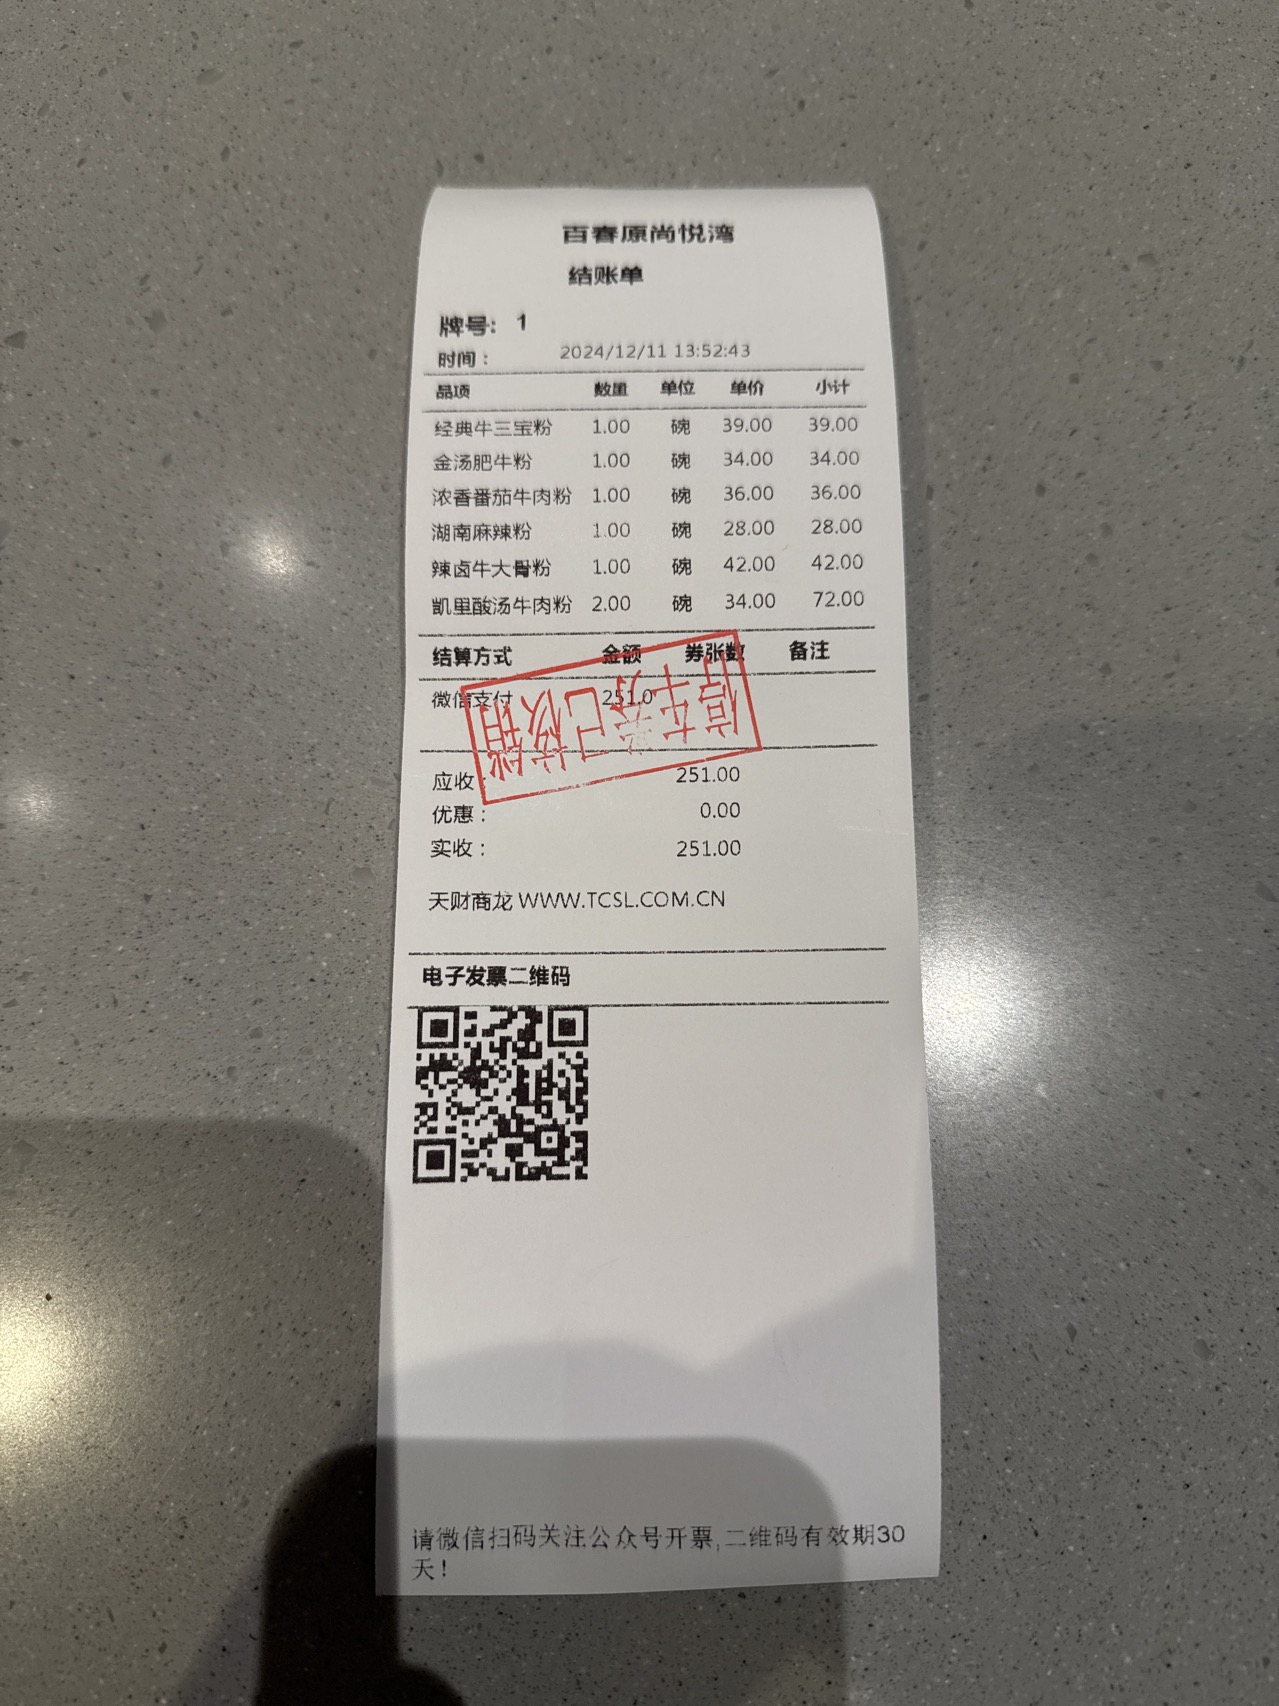 百春原尚悦湾
结账单
牌号: 1
时间： 2024/12/11 13:52:43
品项 数量 单位 单价 小计
经典牛三宝粉 1.00 碗 39.00 39.00
金汤肥牛粉 1.00 碗 34.00 34.00
浓香番茄牛肉粉 1.00 碗 36.00 36.00
湖南麻辣粉 1.00 碗 28.00 28.00
辣卤牛大骨粉 1.00 碗 42.00 42.00
凯里酸汤牛肉粉 2.00 碗 34.00 72.00
结算方式 金额 券张数 备注
微信支付 251.0
停车券已核销
应收： 251.00
优惠： 0.00
实收： 251.00
天财商龙 WWW.TCSL.COM.CN
电子发票二维码
请微信扫码关注公众号开票,二维码有效期30
天!